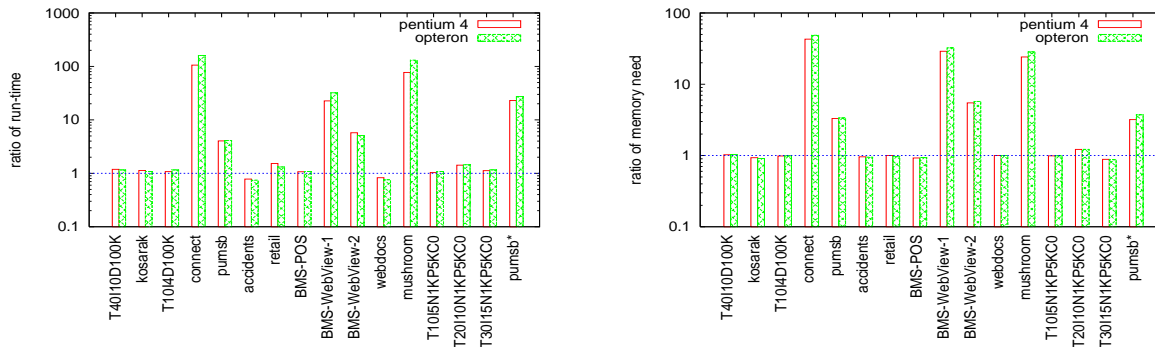 ratio of run-time
1000
100
10
1
0.1
pentium 4
opteron
T40I10D100K
kosarak
T10I4D100K
connect
pumsb
accidents
retail
BMS-POS
BMS-WebView-1
BMS-WebView-2
webdocs
mushroom
T10I5N1KP5KC0
T20I10N1KP5KC0
T30I15N1KP5KC0
pumsb*
ratio of memory need
100
10
1
0.1
pentium 4
opteron
T40I10D100K
kosarak
T10I4D100K
connect
pumsb
accidents
retail
BMS-POS
BMS-WebView-1
BMS-WebView-2
webdocs
mushroom
T10I5N1KP5KC0
T20I10N1KP5KC0
T30I15N1KP5KC0
pumsb*